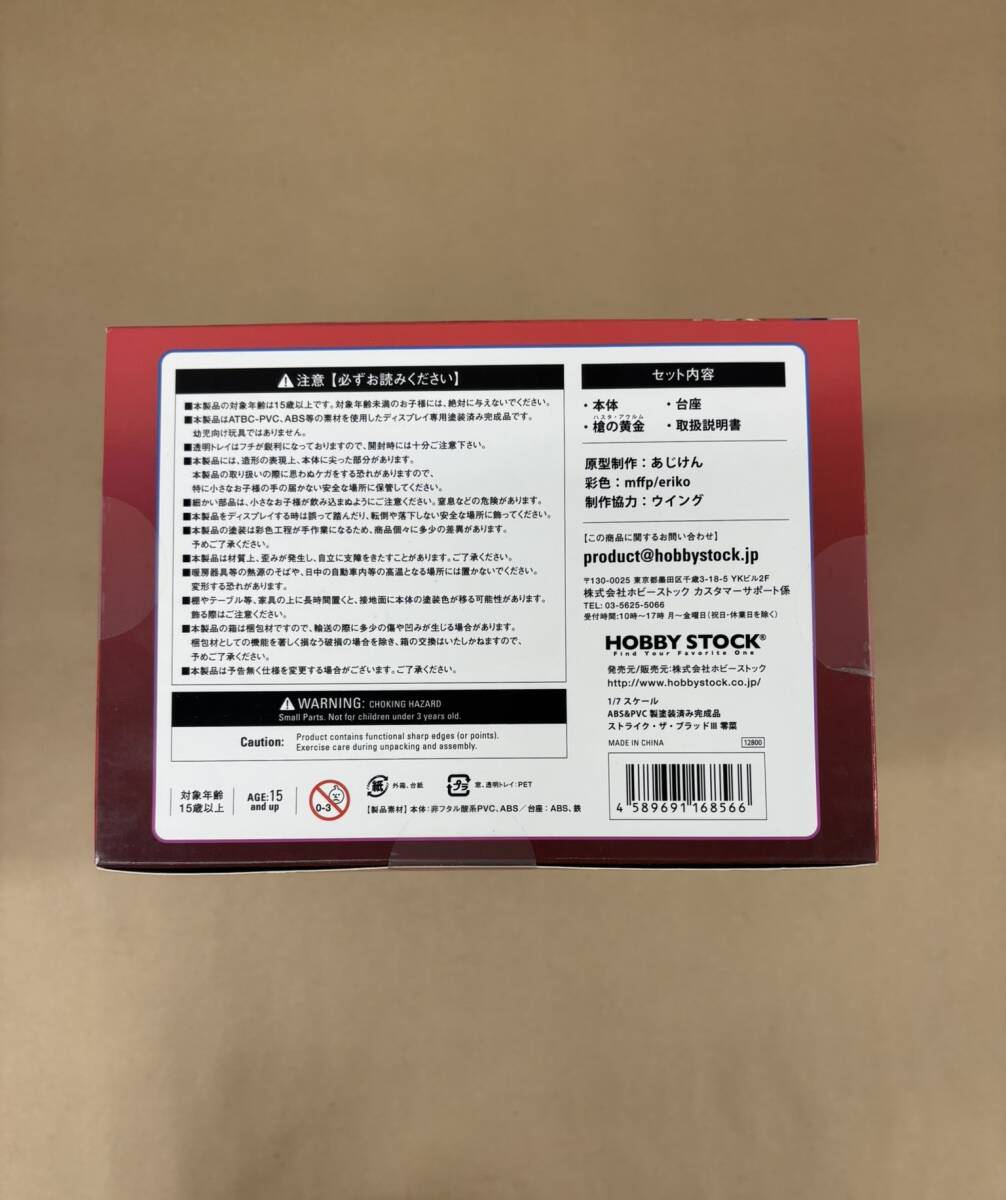 ⚠ 注意【必ずお読みください】
■本製品の対象年齢は15歳以上です。対象年齢未満のお子様には、絶対に与えないでください。
■本製品はATBC-PVC、ABS等の素材を使用したディスプレイ専用塗装済み完成品です。
幼児向け玩具ではありません。
■透明トレイはフチが鋭利になっておりますので、開封時には十分ご注意下さい。
■本製品には、造形の表現上、本体に尖った部分があります。
本製品の取り扱いの際に思わぬケガをする恐れがありますので、
特に小さなお子様の手の届かない安全な場所に保管してください。
■細かい部品は、小さなお子様が飲み込まぬようにご注意ください。窒息などの危険があります。
■本製品をディスプレイする時は誤って踏んだり、転倒や落下しない安全な場所に飾ってください。
■本製品の塗装は彩色工程が手作業になるため、商品個々に多少の差異があります。
予めご了承ください。
■本製品は材質上、歪みが発生し、自立に支障をきたすことがあります。ご了承ください。
■暖房器具等の熱源のそばや、日中の自動車内等の高温となる場所には置かないでください。
変形する恐れがあります。
■棚やテーブル等、家具の上に長時間置くと、接地面に本体の塗装色が移る可能性があります。
飾る際はご注意ください。
■本製品の箱は梱包材ですので、輸送の際に多少の傷や凹みが生じる場合があります。
梱包材としての機能を著しく損なう破損の場合を除き、箱の交換はいたしかねますので、
予めご了承ください。
■本製品は予告無く仕様を変更する場合がございます。ご了承ください。
⚠ WARNING: CHOKING HAZARD
Small Parts. Not for children under 3 years old.
Caution: Product contains functional sharp edges (or points).
Exercise care during unpacking and assembly.
対象年齢
15歳以上
AGE:15
and up
0-3
紙 外箱、台紙
プラ 窓、透明トレイ:PET
【製品素材】本体:非フタル酸系PVC、ABS/台座:ABS、鉄
セット内容
・本体 ・台座
ハスタ・アウルム
・槍の黄金 ・取扱説明書
原型制作:あじけん
彩色:mffp/eriko
制作協力:ウイング
【この商品に関するお問い合わせ】
product@hobbystock.jp
〒130-0025 東京都墨田区千歳3-18-5 YKビル2F
株式会社ホビーストック カスタマーサポート係
TEL: 03-5625-5066
受付時間:10時〜17時 月〜金曜日(祝日・休業日を除く)
HOBBY STOCK®
Find Your Favorite One
発売元/販売元:株式会社ホビーストック
http://www.hobbystock.co.jp/
1/7 スケール
ABS&PVC 製塗装済み完成品
ストライク・ザ・ブラッドⅢ 零菜
MADE IN CHINA 12800
4 589691 168566